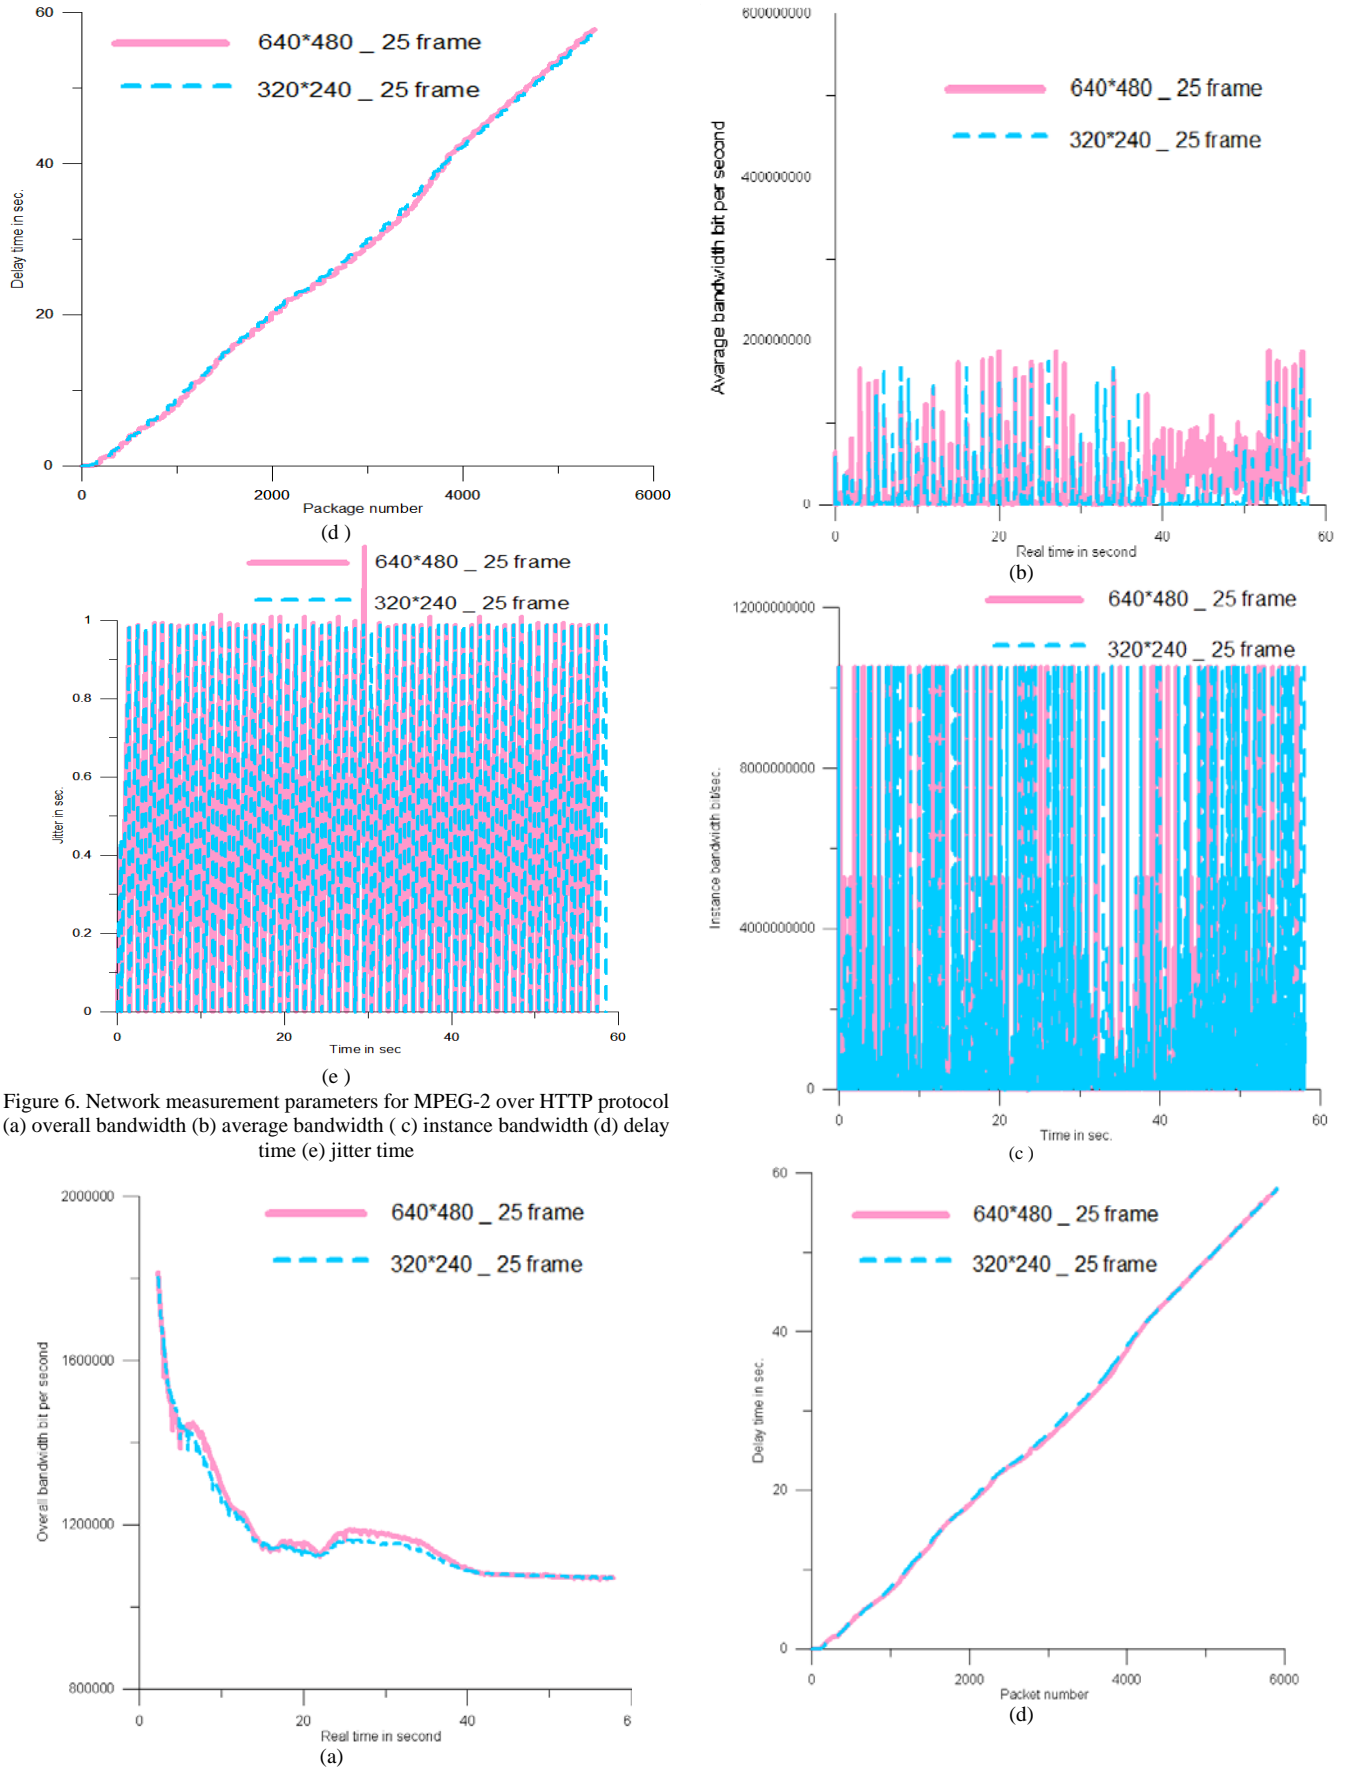 60
640*480 _ 25 frame
320*240 _ 25 frame
40
Delay time in sec.
20
0
0 2000 4000 6000
Package number
(d )
640*480 _ 25 frame
320*240 _ 25 frame
1
0.8
0.6
Jitter in sec.
0.4
0.2
0
0 20 40 60
Time in sec
(e )
Figure 6. Network measurement parameters for MPEG-2 over HTTP protocol
(a) overall bandwidth (b) average bandwidth ( c) instance bandwidth (d) delay
time (e) jitter time
2000000
640*480 _ 25 frame
320*240 _ 25 frame
1600000
Overall bandwidth bit per second
1200000
800000
0 20 40 6
Real time in second
(a)
600000000
640*480 _ 25 frame
320*240 _ 25 frame
Avarage bandwidth bit per second
400000000
200000000
0
0 20 40 60
Real time in second
(b)
12000000000
640*480 _ 25 frame
320*240 _ 25 frame
8000000000
Instance bandwidth bit/sec.
4000000000
0
0 20 40 60
Time in sec.
(c )
60
640*480 _ 25 frame
320*240 _ 25 frame
40
Delay time in sec.
20
0
0 2000 4000 6000
Packet number
(d)